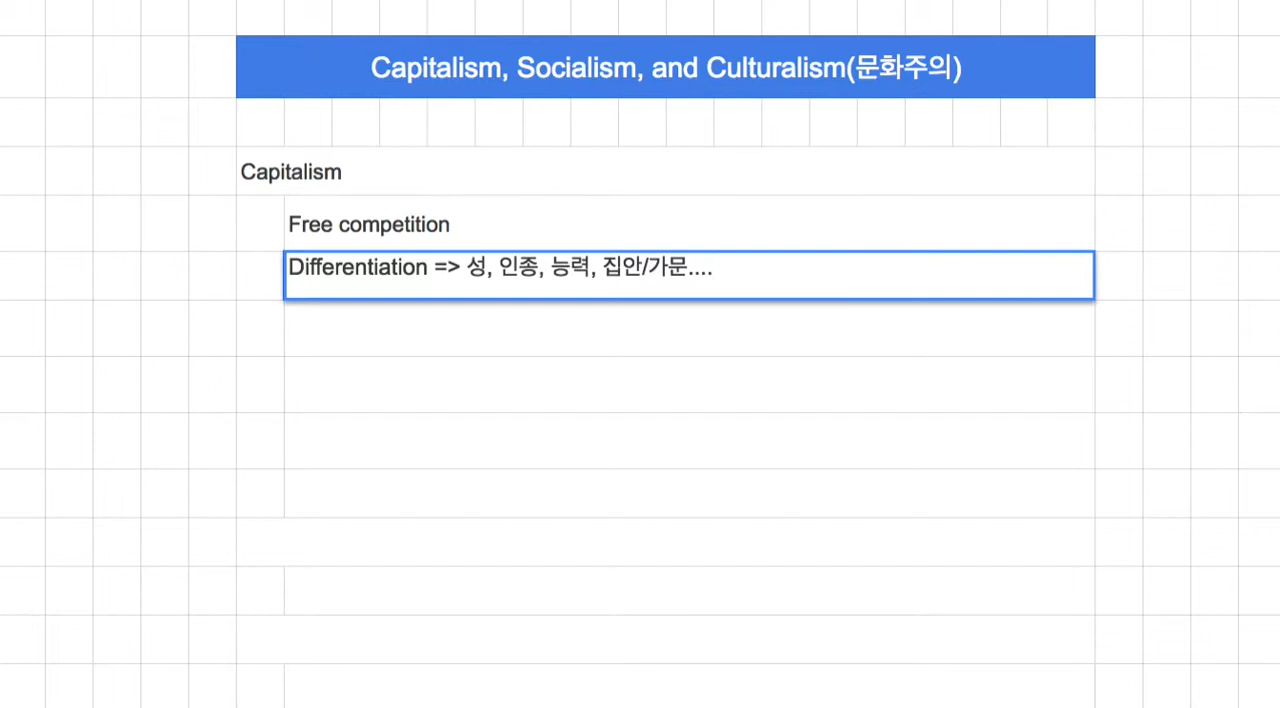 Capitalism, Socialism, and Culturalism(문화주의)
Capitalism
Free competition
Differentiation => 성, 인종, 능력, 집안/가문....